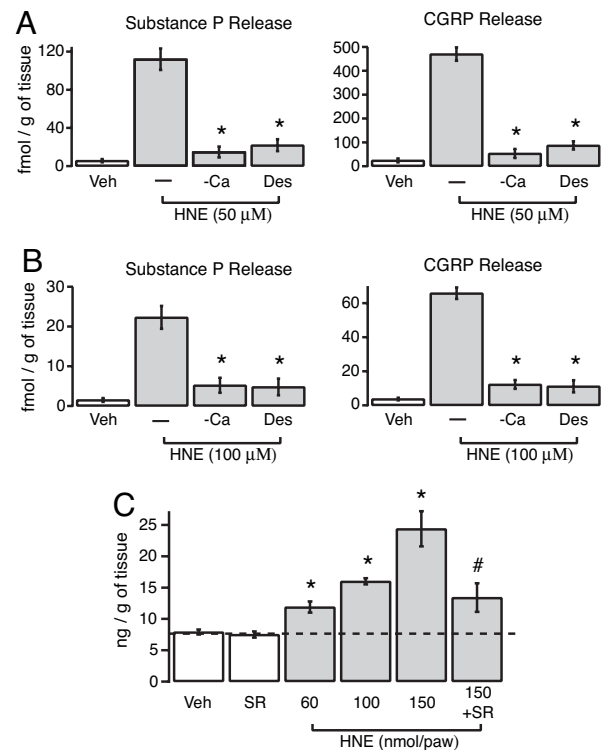 A
Substance P Release
CGRP Release
fmol / g of tissue
120
80
40
0
500
400
300
200
100
0
* *
* *
Veh — -Ca Des
Veh — -Ca Des
HNE (50 µM)
HNE (50 µM)
B
Substance P Release
CGRP Release
fmol / g of tissue
30
20
10
0
60
40
20
0
* *
* *
Veh — -Ca Des
Veh — -Ca Des
HNE (100 µM)
HNE (100 µM)
C
ng / g of tissue
25
20
15
10
5
0
* * * #
Veh SR 60 100 150 150
+SR
HNE (nmol/paw)